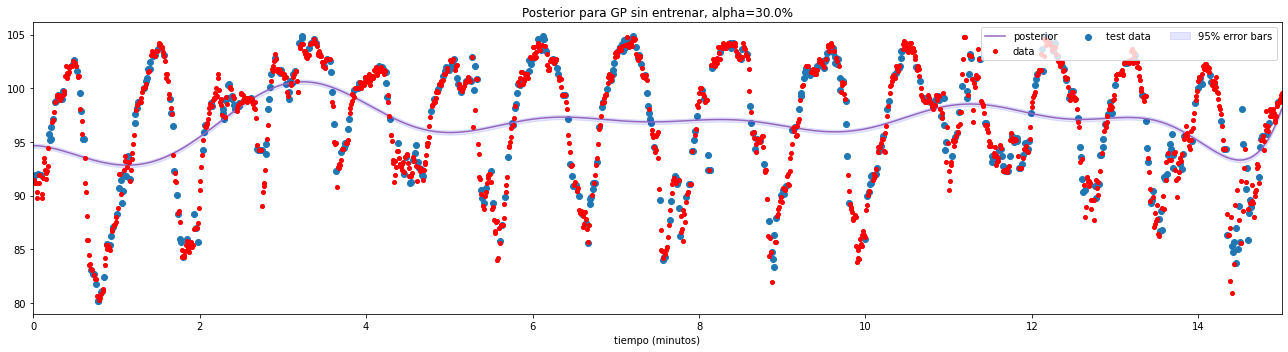 Posterior para GP sin entrenar, alpha=30.0%
posterior
data
test data
95% error bars
105
100
95
90
85
80
0 2 4 6 8 10 12 14
tiempo (minutos)